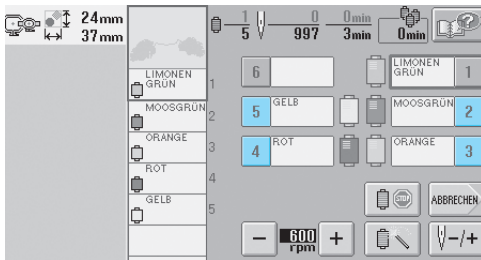 24mm
37mm
1
5
0
997
0min
3min
0min
?
LIMONEN
GRÜN
1
MOOSGRÜN
2
ORANGE
3
ROT
4
GELB
5
6
LIMONEN
GRÜN
1
5
GELB
MOOSGRÜN
2
4
ROT
ORANGE
3
STOP
ABBRECHEN
−
600
rpm
+
−/+